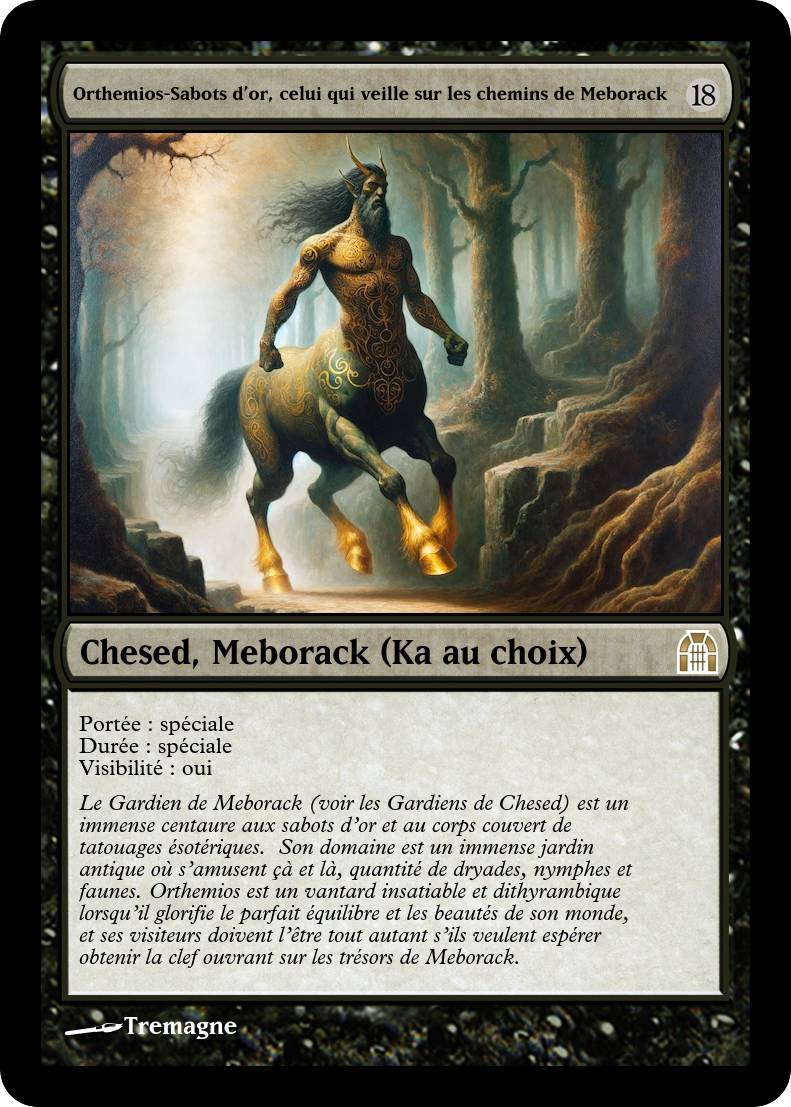 Orthemios-Sabots d'or, celui qui veille sur les chemins de Meborack 18
Chesed, Meborack (Ka au choix)
Portée : spéciale
Durée : spéciale
Visibilité : oui
Le Gardien de Meborack (voir les Gardiens de Chesed) est un
immense centaure aux sabots d'or et au corps couvert de
tatouages ésotériques.  Son domaine est un immense jardin
antique où s'amusent çà et là, quantité de dryades, nymphes et
faunes. Orthemios est un vantard insatiable et dithyrambique
lorsqu'il glorifie le parfait équilibre et les beautés de son monde,
et ses visiteurs doivent l'être tout autant s'ils veulent espérer
obtenir la clef ouvrant sur les trésors de Meborack.
Tremagne